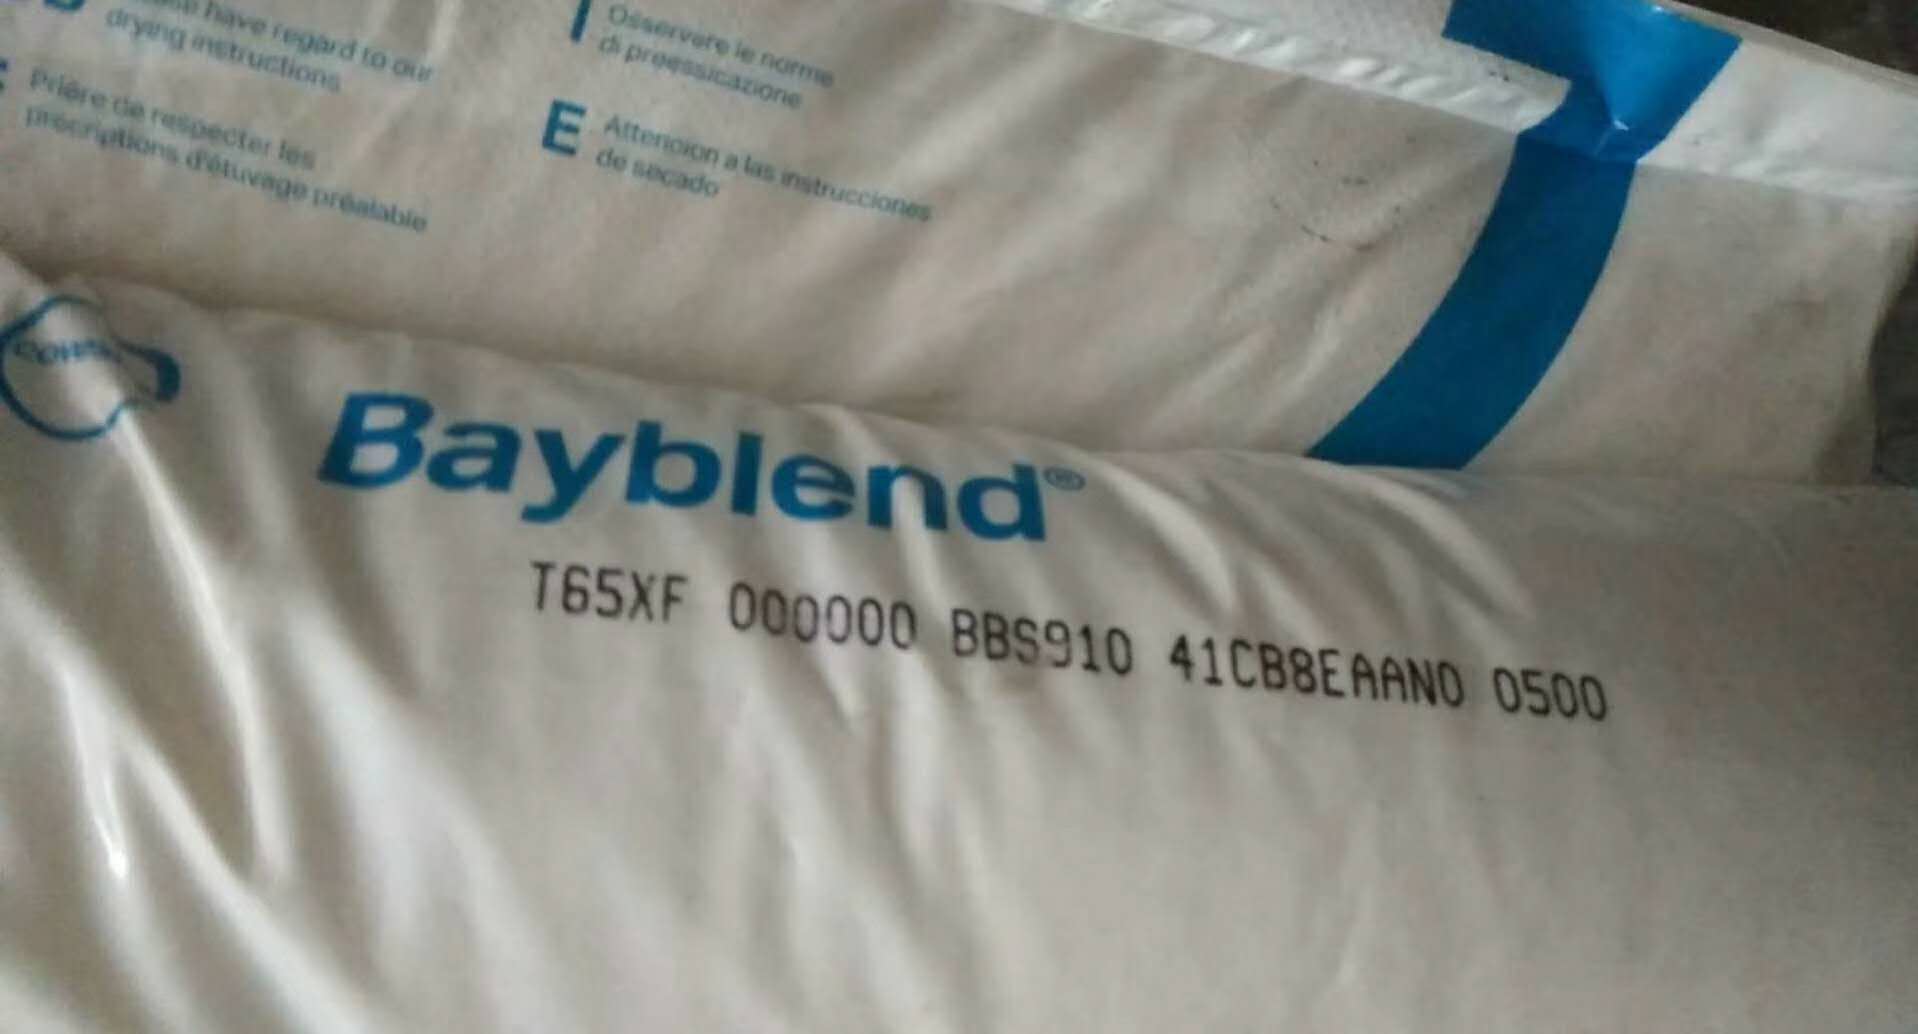 have regard to our
drying instructions
Prière de respecter les
prescriptions d'étuvage préalable
I
Osservare le norme
di preessicazione
E
Attencion a las instrucciones
de secado
Bayblend®
T65XF 000000 BBS910 41CB8EAAN0 0500